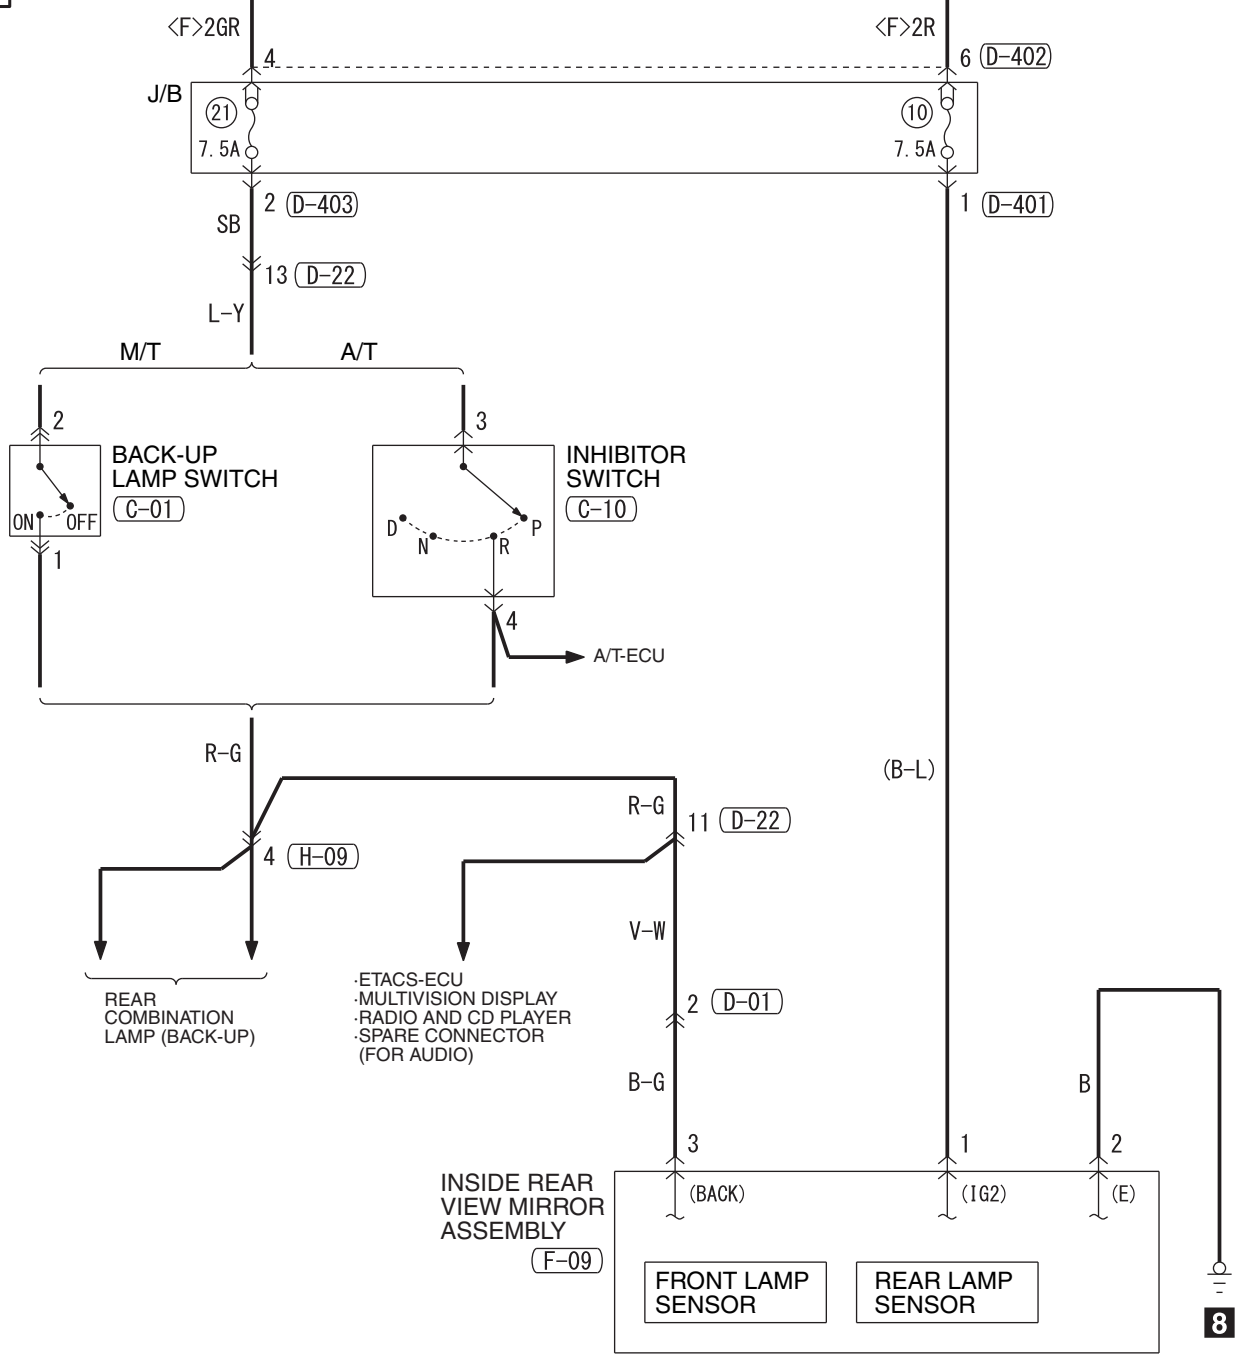 <F>2GR
<F>2R
4
6 (D-402)
J/B
21
10
7.5A
7.5A
2 (D-403)
1 (D-401)
SB
13 (D-22)
L-Y
M/T
A/T
2
3
BACK-UP
LAMP SWITCH
C-01
INHIBITOR
SWITCH
C-10
ON
OFF
D
N
R
P
1
4
A/T-ECU
R-G
(B-L)
R-G
11 (D-22)
4 (H-09)
V-W
·ETACS-ECU
·MULTIVISION DISPLAY
·RADIO AND CD PLAYER
·SPARE CONNECTOR
(FOR AUDIO)
REAR
COMBINATION
LAMP (BACK-UP)
2 (D-01)
B-G
B
3
1
2
INSIDE REAR
VIEW MIRROR
ASSEMBLY
F-09
(BACK)
(IG2)
(E)
FRONT LAMP
SENSOR
REAR LAMP
SENSOR
8